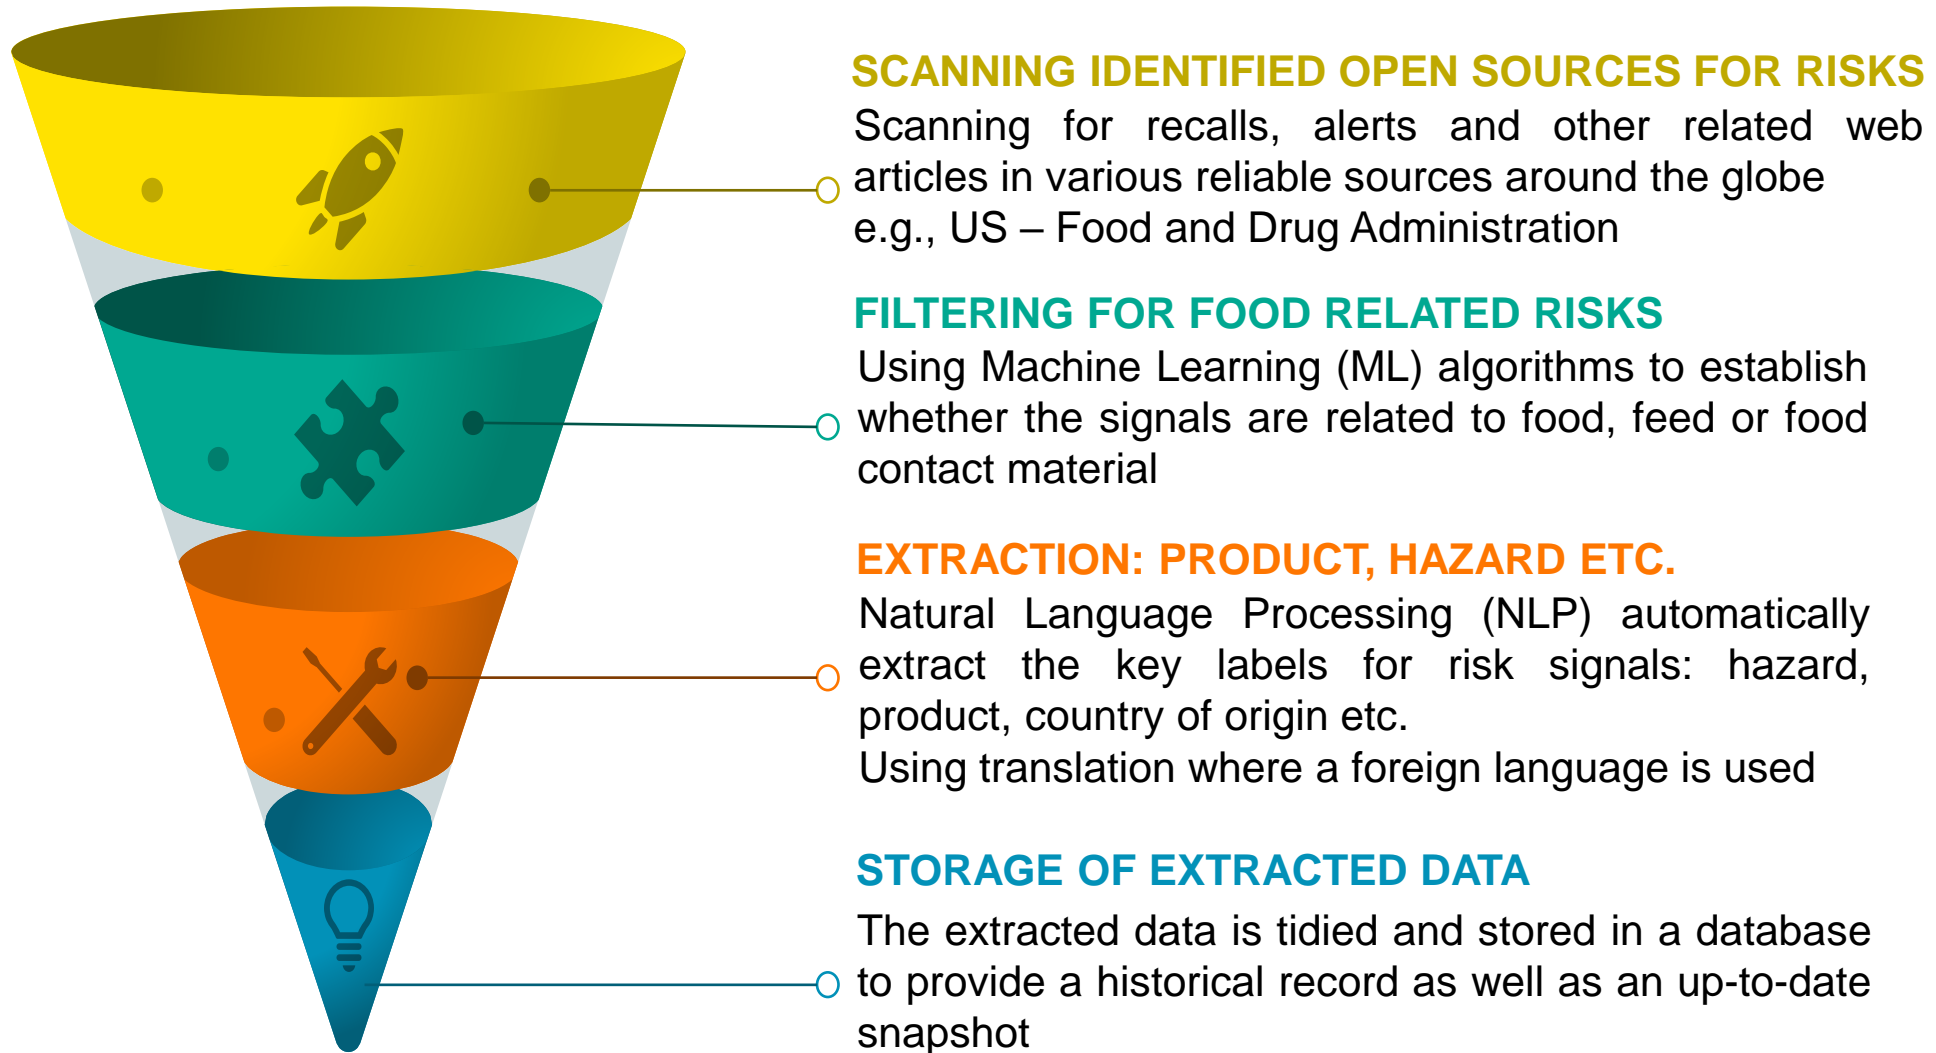 SCANNING IDENTIFIED OPEN SOURCES FOR RISKS
Scanning for recalls, alerts and other related web
articles in various reliable sources around the globe
e.g., US – Food and Drug Administration
FILTERING FOR FOOD RELATED RISKS
Using Machine Learning (ML) algorithms to establish
whether the signals are related to food, feed or food
contact material
EXTRACTION: PRODUCT, HAZARD ETC.
Natural Language Processing (NLP) automatically
extract the key labels for risk signals: hazard,
product, country of origin etc.
Using translation where a foreign language is used
STORAGE OF EXTRACTED DATA
The extracted data is tidied and stored in a database
to provide a historical record as well as an up-to-date
snapshot